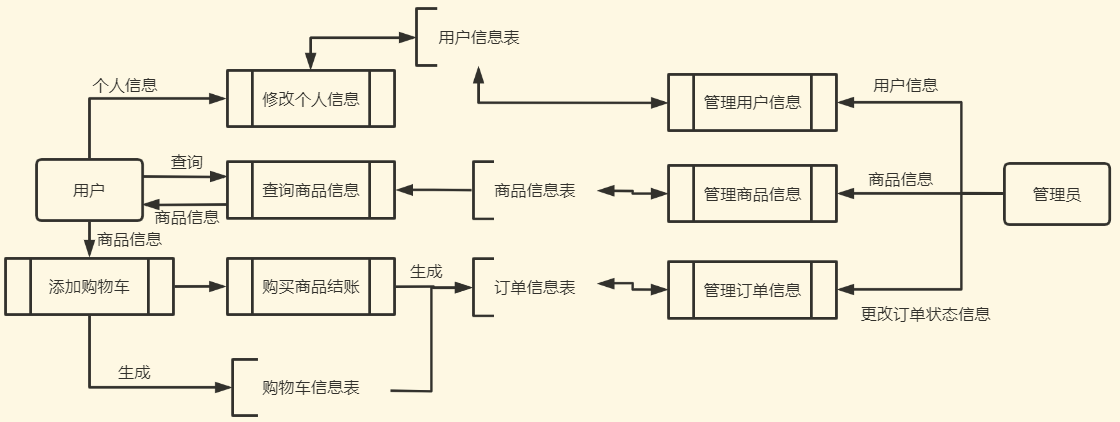 用户信息表
个人信息
修改个人信息
管理用户信息
用户信息
用户
查询
查询商品信息
商品信息
商品信息表
管理商品信息
商品信息
管理员
商品信息
添加购物车
购买商品结账
生成
订单信息表
管理订单信息
更改订单状态信息
生成
购物车信息表